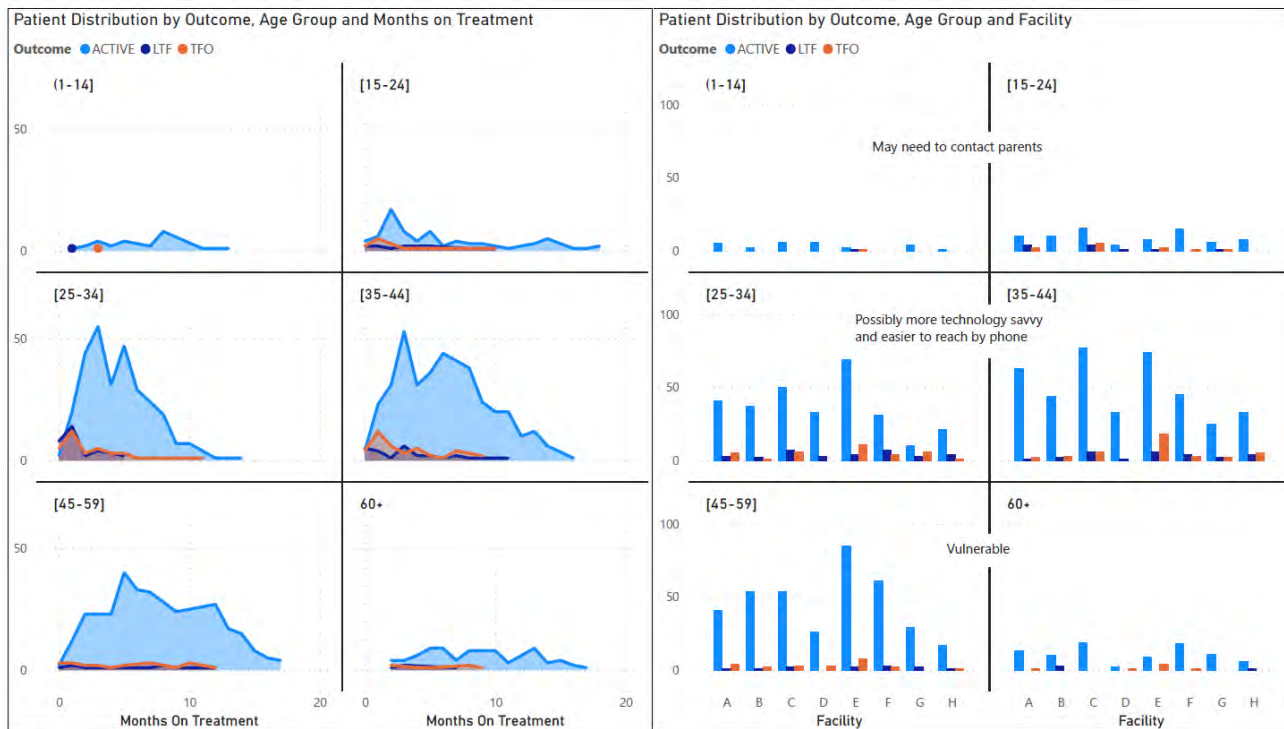 Patient Distribution by Outcome, Age Group and Months on Treatment
Outcome ACTIVE LTF TFO
(1-14]
[15-24]
50
0
[25-34]
[35-44]
50
0
[45-59]
60+
50
0
0 10 20 0 10 20
Months On Treatment
Months On Treatment
Patient Distribution by Outcome, Age Group and Facility
Outcome ACTIVE LTF TFO
(1-14]
[15-24]
100
May need to contact parents
50
0
[25-34]
[35-44]
100
Possibly more technology savvy
and easier to reach by phone
50
0
[45-59]
60+
100
Vulnerable
50
0
A B C D E F G H A B C D E F G H
Facility
Facility